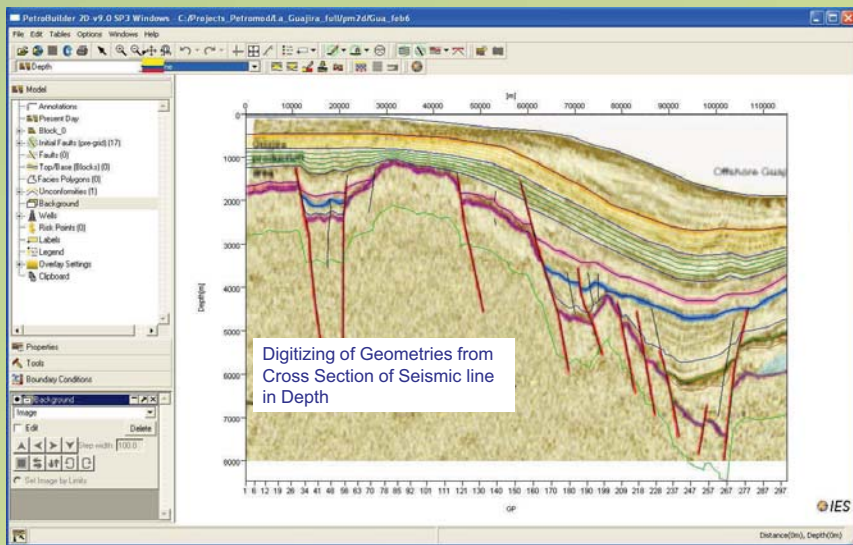 PetroBuilder 2D v9.0 SP3 Windows - C:/Projects_Petromod/La_Guajira_full/pm2d/Gua_feb6
File Edit Tables Options Windows Help
Depth
Model
Annotations
Present Day
Block_0
Initial Faults (pre-grid) (17)
Faults (0)
Top/Base (Blocks) (0)
Facies Polygons (0)
Unconformities (1)
Background
Wells
Risk Points (0)
Labels
Legend
Overlay Settings
Clipboard
Properties
Tools
Boundary Conditions
Background
Image
Edit Delete
Step width: 100.0
Set Image by Limits
[m]
0 10000 20000 30000 40000 50000 60000 70000 80000 90000 100000 110000
Depth[m]
0
1000
2000
3000
4000
5000
6000
7000
8000
production
area
Offshore Guaj
Digitizing of Geometries from
Cross Section of Seismic line
in Depth
1 6 12 19 26 34 41 48 56 63 70 78 85 92 101 111 121 130 140 150 160 170 180 190 199 209 218 228 237 247 257 267 277 287 297
GP
IES
Distance(0m), Depth(0m)